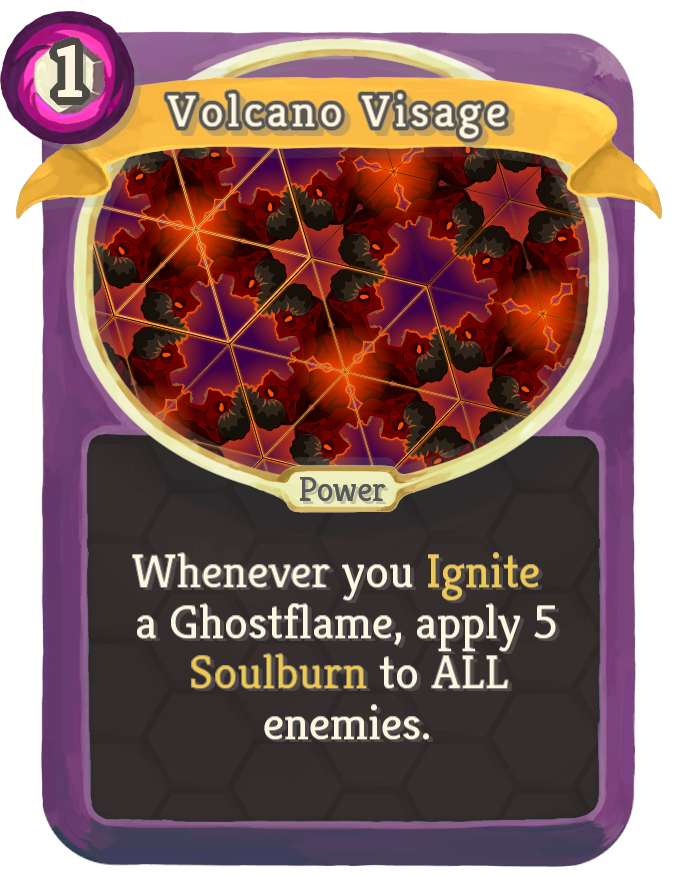 1
Volcano Visage
Power
Whenever you Ignite
a Ghostflame, apply 5
Soulburn to ALL
enemies.